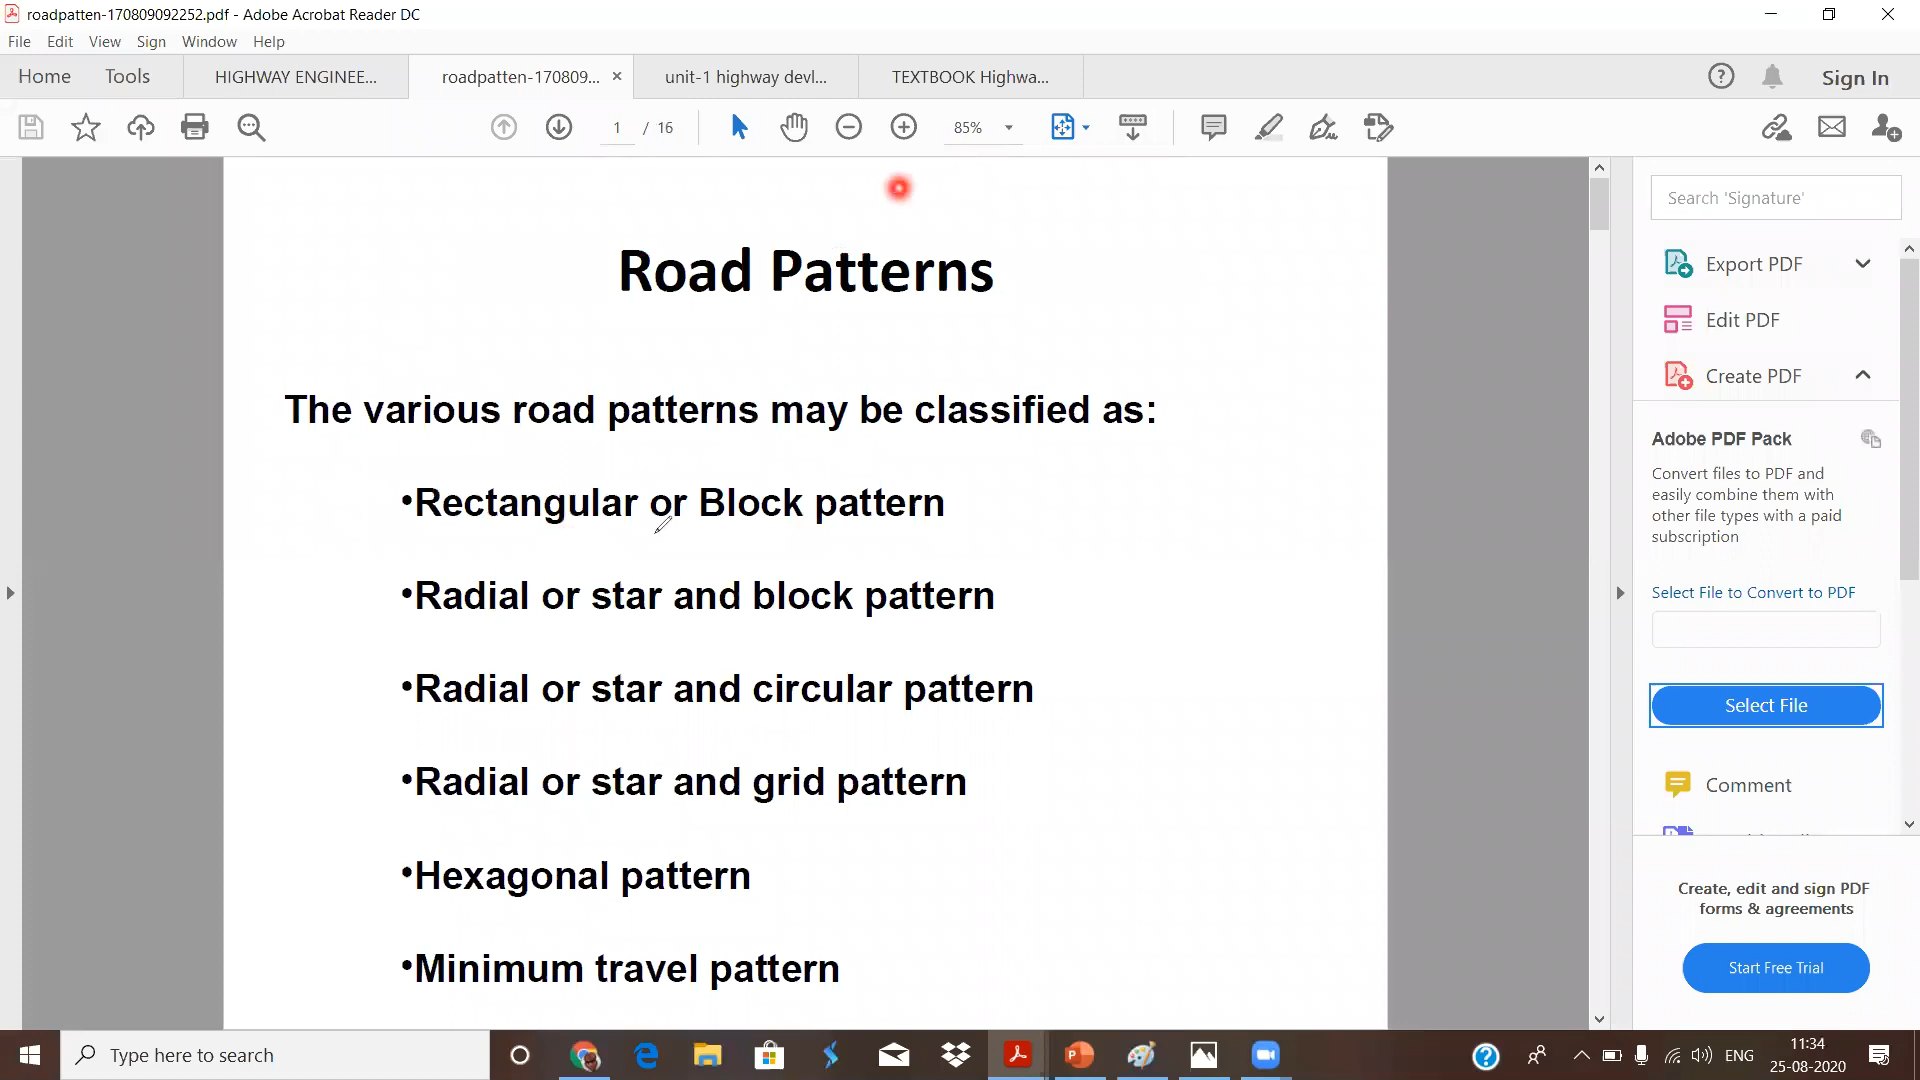 roadpatten-170809092252.pdf - Adobe Acrobat Reader DC
File Edit View Sign Window Help
Home Tools HIGHWAY ENGINEE... roadpatten-170809... × unit-1 highway devl... TEXTBOOK Highwa... Sign In
1 / 16 85%
Search 'Signature'
Export PDF
Edit PDF
Create PDF
Adobe PDF Pack
Convert files to PDF and
easily combine them with
other file types with a paid
subscription
Select File to Convert to PDF
Select File
Comment
Create, edit and sign PDF
forms & agreements
Start Free Trial
Road Patterns
The various road patterns may be classified as:
•Rectangular or Block pattern
•Radial or star and block pattern
•Radial or star and circular pattern
•Radial or star and grid pattern
•Hexagonal pattern
•Minimum travel pattern
Type here to search
ENG
11:34
25-08-2020